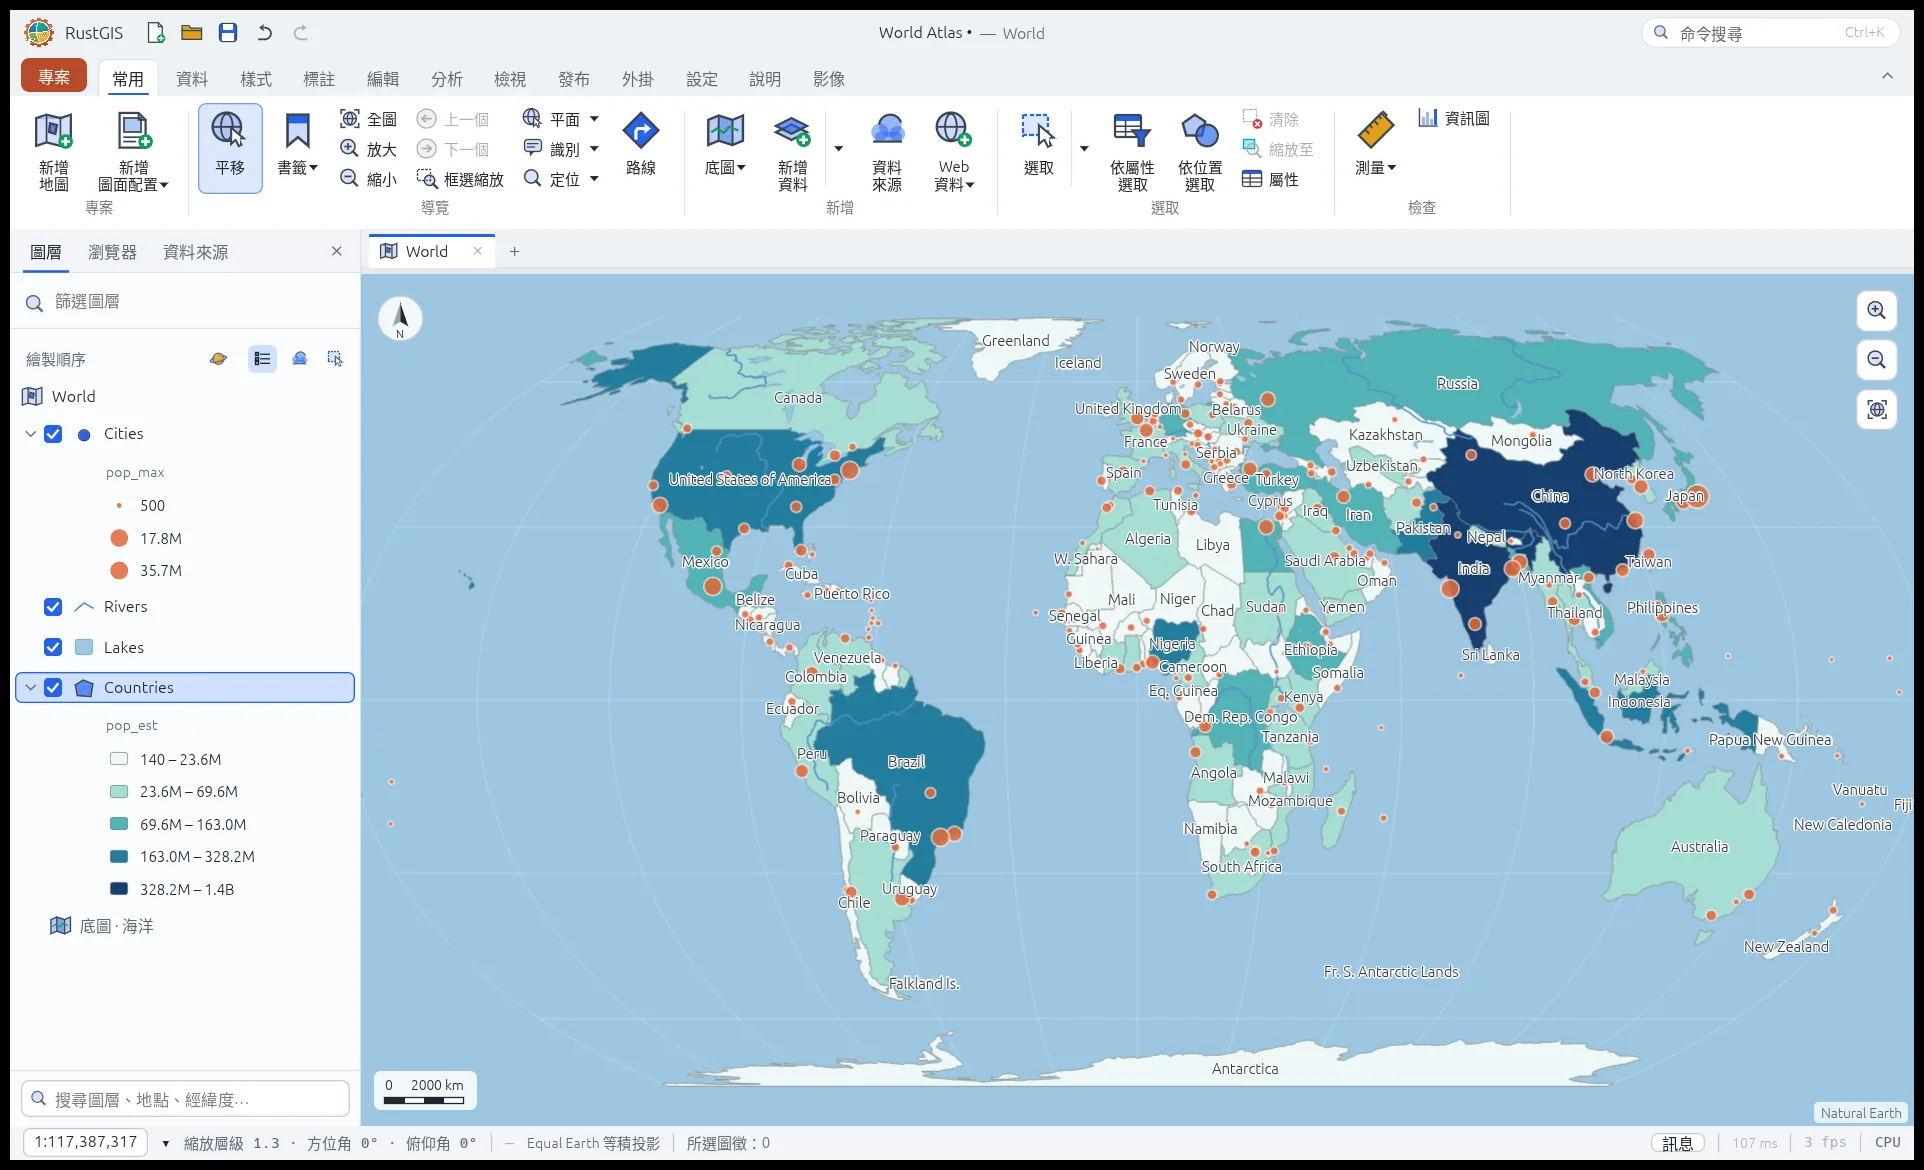 RustGIS
World Atlas • — World
命令搜尋 Ctrl+K
專案 常用 資料 樣式 標註 編輯 分析 檢視 發布 外掛 設定 說明 影像
新增
地圖
新增
圖面配置
專案
平移
書籤
全圖
放大
縮小
上一個
下一個
框選縮放
平面
識別
定位
路線
導覽
底圖
新增
資料
資料
來源
Web
資料
新增
選取
依屬性
選取
依位置
選取
清除
縮放至
屬性
選取
測量
資訊圖
檢查
圖層 瀏覽器 資料來源
World
篩選圖層
繪製順序
World
Cities
pop_max
500
17.8M
35.7M
Rivers
Lakes
Countries
pop_est
140 – 23.6M
23.6M – 69.6M
69.6M – 163.0M
163.0M – 328.2M
328.2M – 1.4B
底圖 · 海洋
搜尋圖層、地點、經緯度…
N
Greenland
Iceland
Norway
Sweden
Russia
Canada
United Kingdom
Belarus
Ukraine
France
Kazakhstan
Mongolia
Serbia
Uzbekistan
Spain
United States of America
Greece
Turkey
North Korea
China
Japan
Tunisia
Cyprus
Iraq
Iran
Pakistan
Nepal
Algeria
Libya
Mexico
W. Sahara
Saudi Arabia
India
Taiwan
Cuba
Oman
Myanmar
Puerto Rico
Belize
Mali
Niger
Chad
Sudan
Yemen
Thailand
Philippines
Nicaragua
Senegal
Guinea
Nigeria
Ethiopia
Sri Lanka
Venezuela
Liberia
Cameroon
Somalia
Colombia
Malaysia
Eq. Guinea
Kenya
Indonesia
Ecuador
Dem. Rep. Congo
Tanzania
Papua New Guinea
Peru
Brazil
Angola
Malawi
Vanuatu
Bolivia
Mozambique
Fiji
Paraguay
Namibia
New Caledonia
Australia
South Africa
Uruguay
Chile
New Zealand
Falkland Is.
Fr. S. Antarctic Lands
Antarctica
0 2000 km
Natural Earth
1:117,387,317 縮放層級 1.3 · 方位角 0° · 俯仰角 0° — Equal Earth 等積投影 所選圖徵：0 訊息 107 ms 3 fps CPU